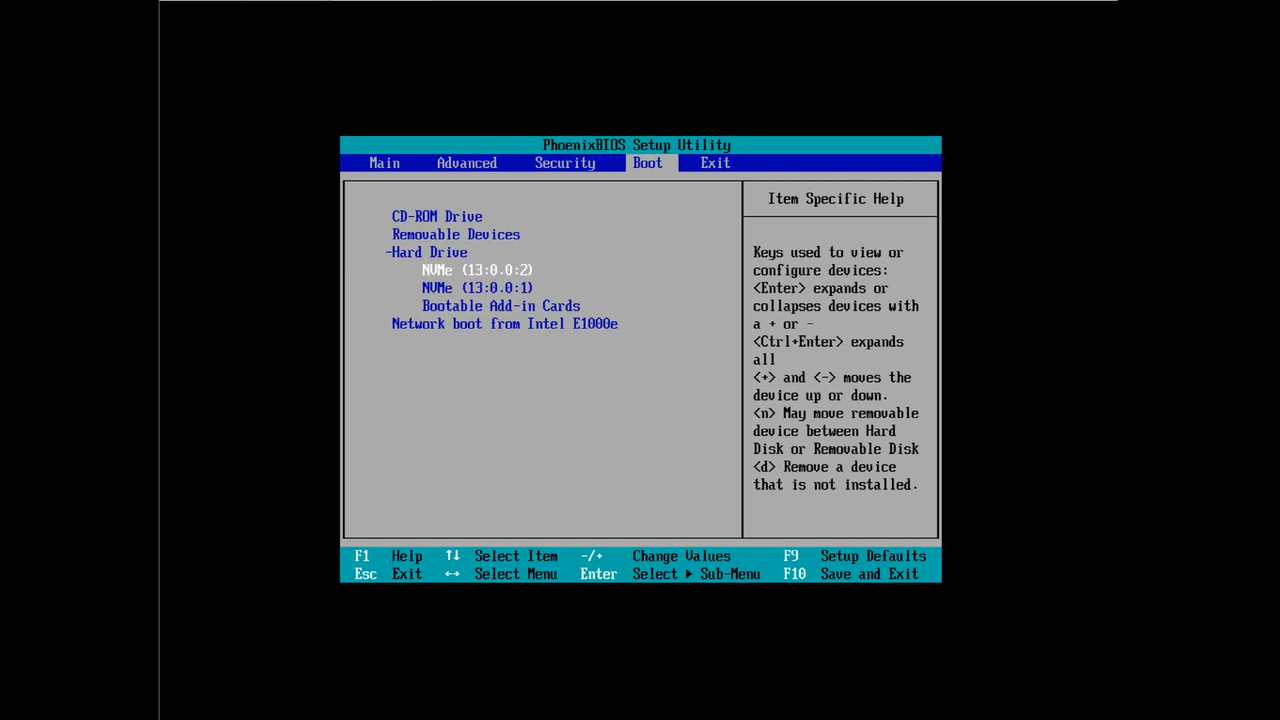 PhoenixBIOS Setup Utility
Main Advanced Security Boot Exit
CD-ROM Drive
Removable Devices
-Hard Drive
NVMe (13:0.0:2)
NVMe (13:0.0:1)
Bootable Add-in Cards
Network boot from Intel E1000e
Item Specific Help
Keys used to view or
configure devices:
<Enter> expands or
collapses devices with
a + or -
<Ctrl+Enter> expands
all
<+> and <-> moves the
device up or down.
<n> May move removable
device between Hard
Disk or Removable Disk
<d> Remove a device
that is not installed.
F1 Help ↑↓ Select Item -/+ Change Values F9 Setup Defaults
Esc Exit ↔ Select Menu Enter Select ▶ Sub-Menu F10 Save and Exit